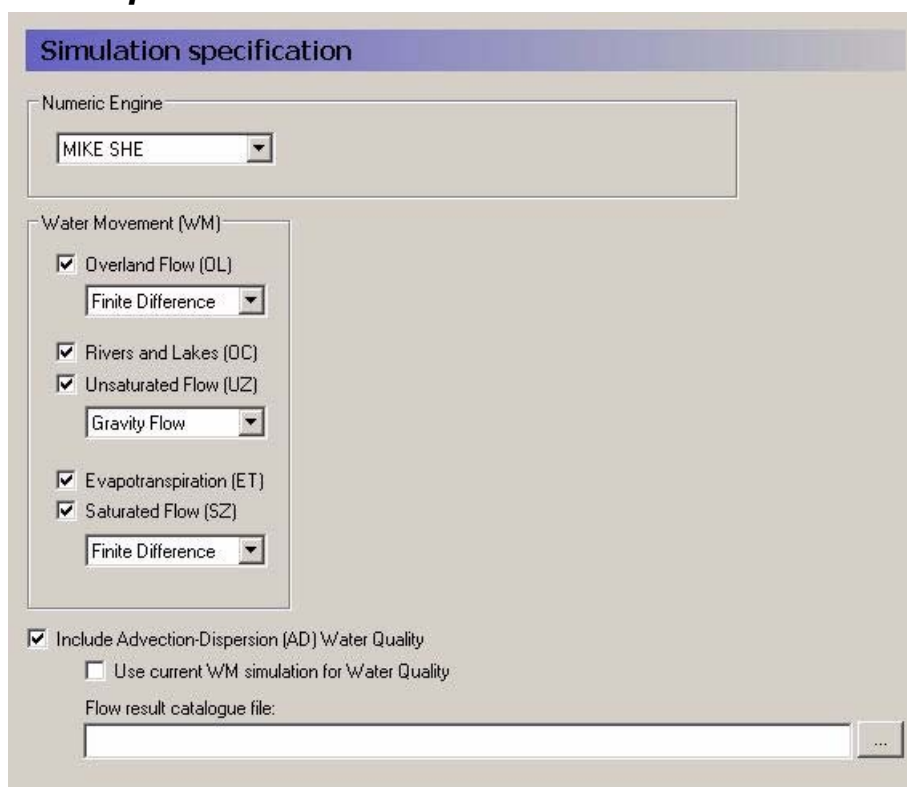 Simulation specification
Numeric Engine
MIKE SHE
Water Movement (WM)
Overland Flow (OL)
Finite Difference
Rivers and Lakes (OC)
Unsaturated Flow (UZ)
Gravity Flow
Evapotranspiration (ET)
Saturated Flow (SZ)
Finite Difference
Include Advection-Dispersion (AD) Water Quality
Use current WM simulation for Water Quality
Flow result catalogue file:
...